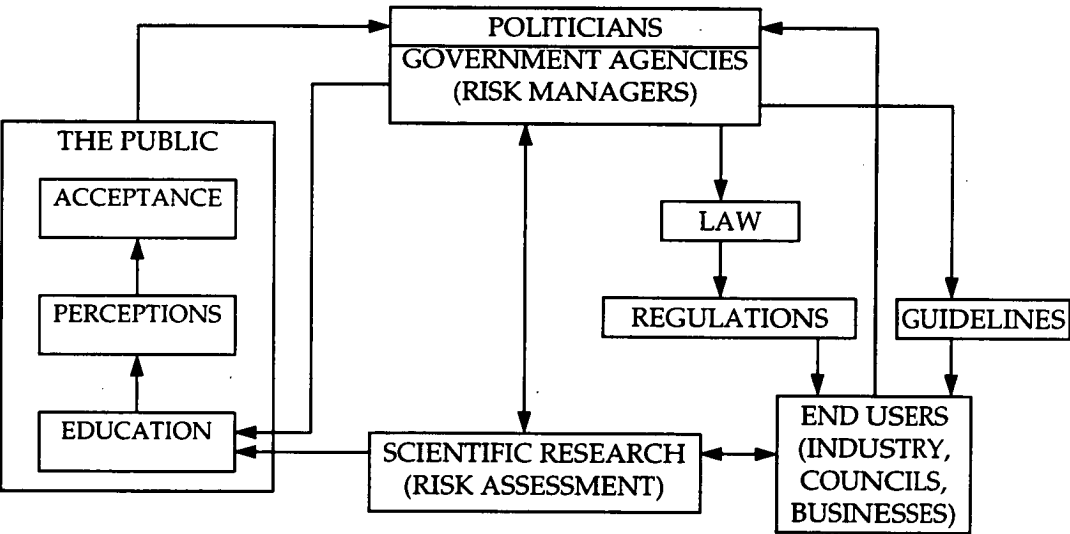 POLITICIANS
GOVERNMENT AGENCIES
(RISK MANAGERS)
THE PUBLIC
ACCEPTANCE
PERCEPTIONS
EDUCATION
LAW
REGULATIONS
GUIDELINES
SCIENTIFIC RESEARCH
(RISK ASSESSMENT)
END USERS
(INDUSTRY,
COUNCILS,
BUSINESSES)